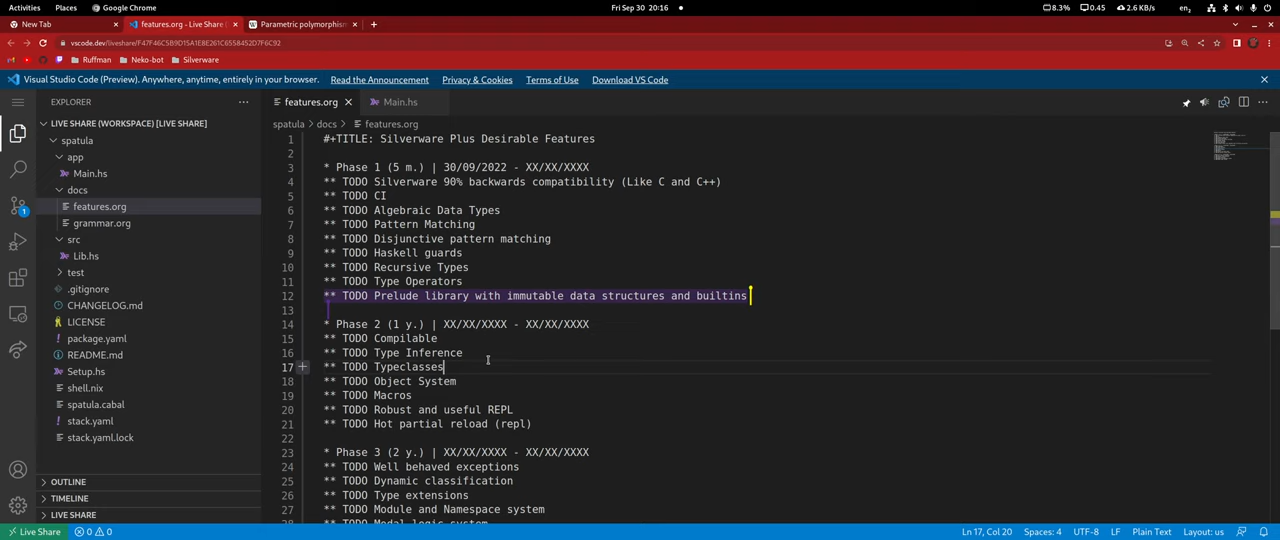 Activities Places Google Chrome Fri Sep 30 20:16 8.3% 0.45 2.6 KB/s en2
New Tab features.org - Live Share Parametric polymorphism
vscode.dev/liveshare/F47F46C5B9D15A1E8E261C6558452D7F6C92
Ruffman Neko-bot Silverware
Visual Studio Code (Preview). Anywhere, anytime, entirely in your browser. Read the Announcement Privacy & Cookies Terms of Use Download VS Code
EXPLORER
features.org Main.hs
LIVE SHARE (WORKSPACE) [LIVE SHARE]
spatula > docs > features.org
spatula
app
Main.hs
docs
features.org
grammar.org
src
Lib.hs
test
.gitignore
CHANGELOG.md
LICENSE
package.yaml
README.md
Setup.hs
shell.nix
spatula.cabal
stack.yaml
stack.yaml.lock
OUTLINE
TIMELINE
LIVE SHARE
1 #+TITLE: Silverware Plus Desirable Features
2
3 * Phase 1 (5 m.) | 30/09/2022 - XX/XX/XXXX
4 ** TODO Silverware 90% backwards compatibility (Like C and C++)
5 ** TODO CI
6 ** TODO Algebraic Data Types
7 ** TODO Pattern Matching
8 ** TODO Disjunctive pattern matching
9 ** TODO Haskell guards
10 ** TODO Recursive Types
11 ** TODO Type Operators
12 ** TODO Prelude library with immutable data structures and builtins
13
14 * Phase 2 (1 y.) | XX/XX/XXXX - XX/XX/XXXX
15 ** TODO Compilable
16 ** TODO Type Inference
17 ** TODO Typeclasses
18 ** TODO Object System
19 ** TODO Macros
20 ** TODO Robust and useful REPL
21 ** TODO Hot partial reload (repl)
22
23 * Phase 3 (2 y.) | XX/XX/XXXX - XX/XX/XXXX
24 ** TODO Well behaved exceptions
25 ** TODO Dynamic classification
26 ** TODO Type extensions
27 ** TODO Module and Namespace system
28 ** TODO Modal logic system
1
Live Share 0 0 Ln 17, Col 20 Spaces: 4 UTF-8 LF Plain Text Layout: us